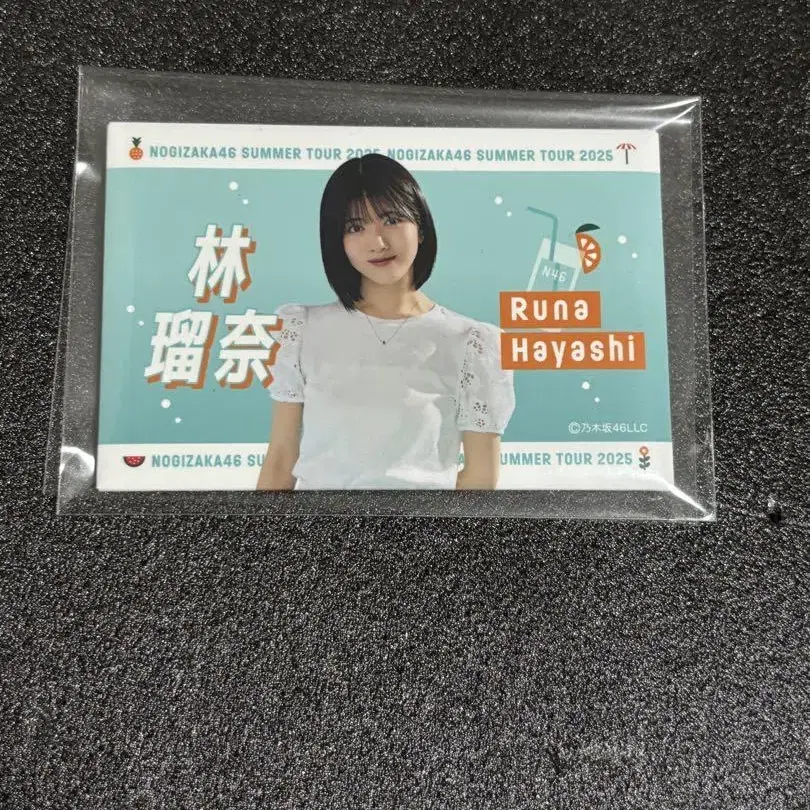 NOGIZAKA46 SUMMER TOUR 2025 NOGIZAKA46 SUMMER TOUR 2025
林
瑠奈
N46
Runa
Hayashi
©乃木坂46LLC
NOGIZAKA46 SU
UMMER TOUR 2025